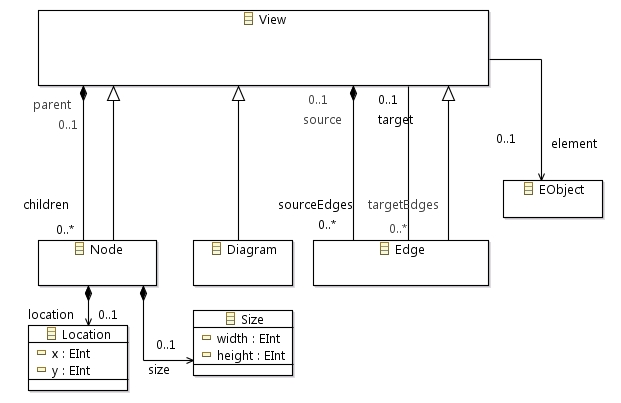 View
parent
0..1
0..1
source
0..1
target
0..1
element
children
0..*
sourceEdges
0..*
targetEdges
0..*
EObject
Node
Diagram
Edge
location
0..1
Location
x : EInt
y : EInt
0..1
size
Size
width : EInt
height : EInt